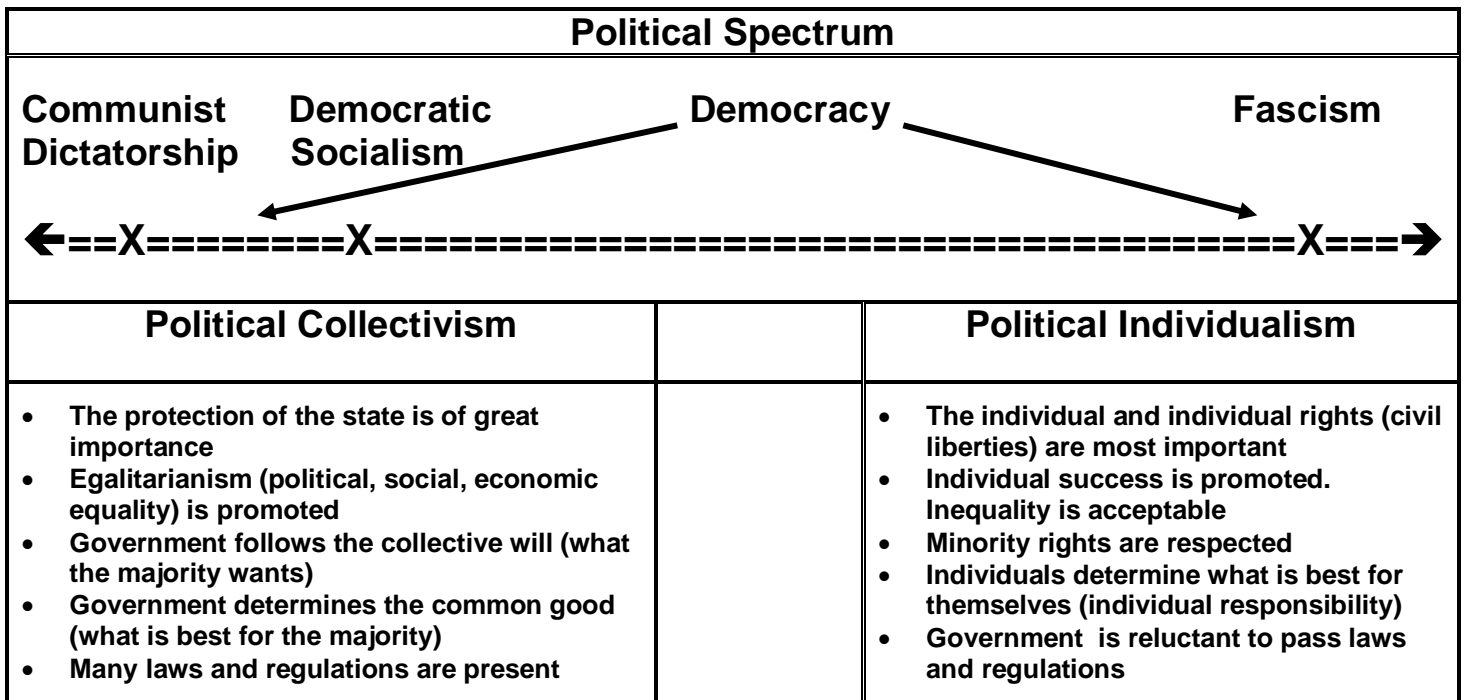 Political Spectrum
Communist Democratic Democracy Fascism
Dictatorship Socialism
🡸==X========X=================================X===🡺
Political Collectivism Political Individualism
• The protection of the state is of great
importance
• Egalitarianism (political, social, economic
equality) is promoted
• Government follows the collective will (what
the majority wants)
• Government determines the common good
(what is best for the majority)
• Many laws and regulations are present
• The individual and individual rights (civil
liberties) are most important
• Individual success is promoted.
Inequality is acceptable
• Minority rights are respected
• Individuals determine what is best for
themselves (individual responsibility)
• Government is reluctant to pass laws
and regulations